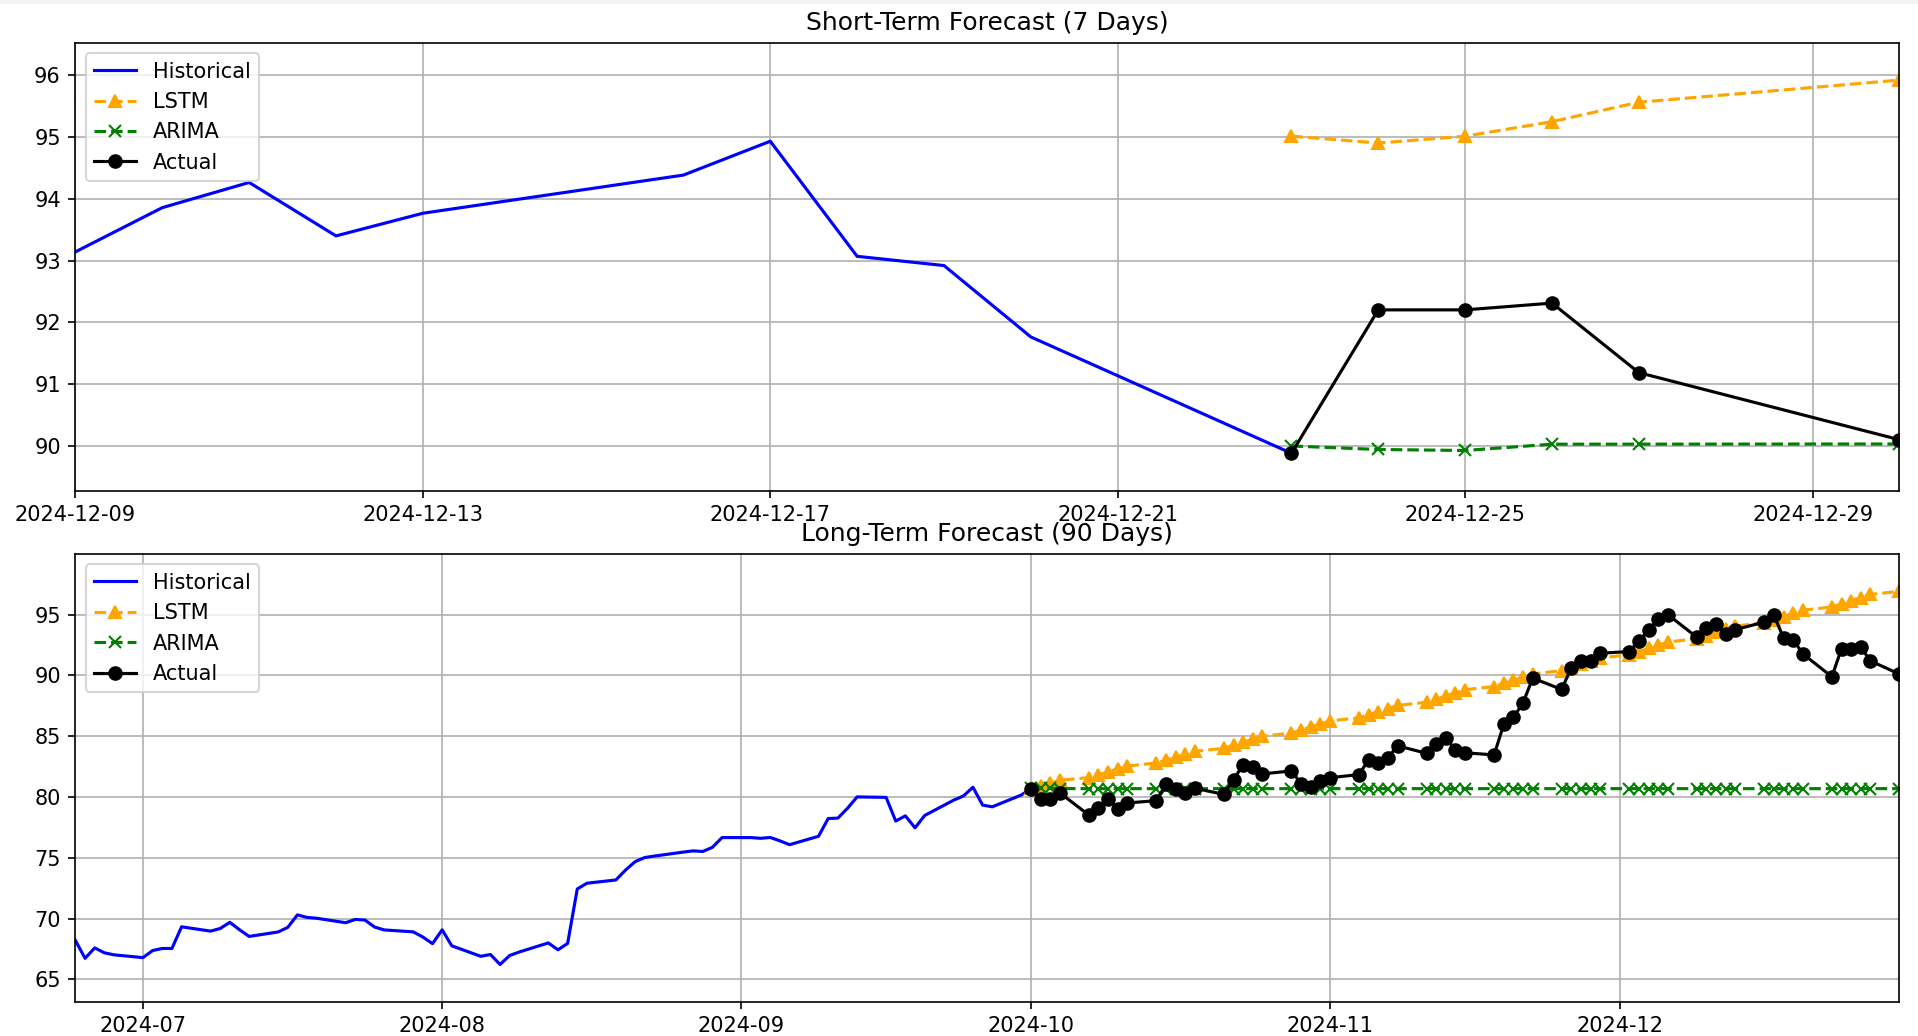 Short-Term Forecast (7 Days)
Historical
LSTM
ARIMA
Actual
96
95
94
93
92
91
90
2024-12-09 2024-12-13 2024-12-17 2024-12-21 2024-12-25 2024-12-29
Long-Term Forecast (90 Days)
Historical
LSTM
ARIMA
Actual
95
90
85
80
75
70
65
2024-07 2024-08 2024-09 2024-10 2024-11 2024-12